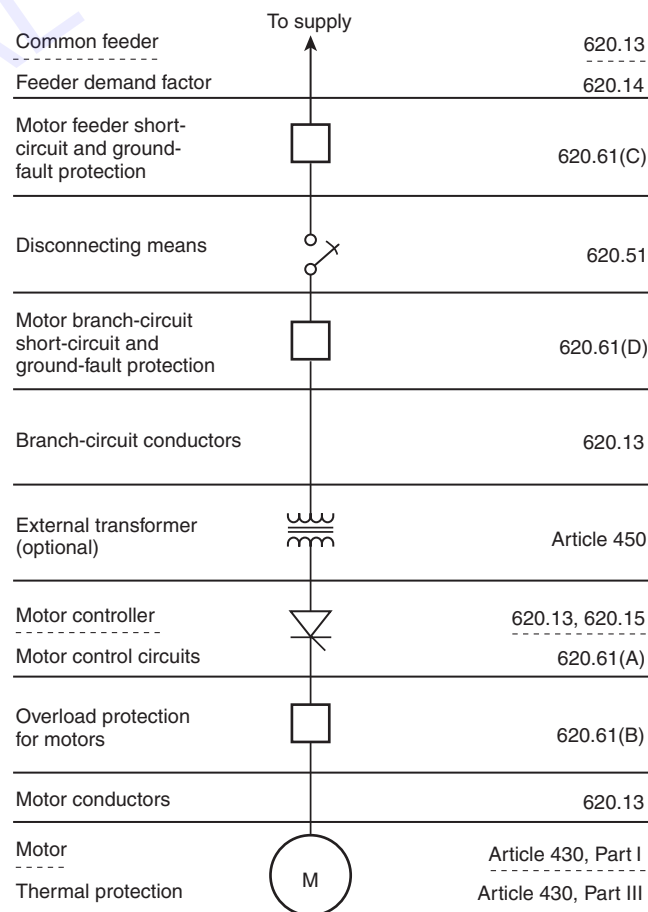 To supply
Common feeder 620.13
Feeder demand factor 620.14
Motor feeder short-
circuit and ground-
fault protection
620.61(C)
Disconnecting means 620.51
Motor branch-circuit
short-circuit and
ground-fault protection
620.61(D)
Branch-circuit conductors 620.13
External transformer
(optional)
Article 450
Motor controller 620.13, 620.15
Motor control circuits 620.61(A)
Overload protection
for motors
620.61(B)
Motor conductors 620.13
Motor Article 430, Part I
M
Thermal protection Article 430, Part III